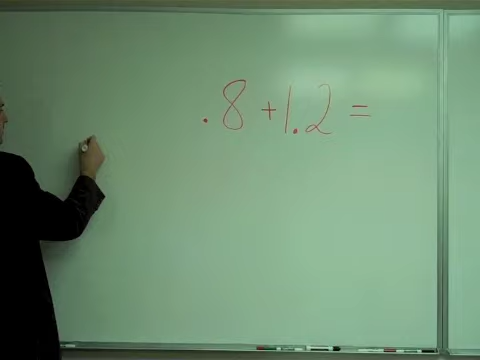 .8 + 1.2 =